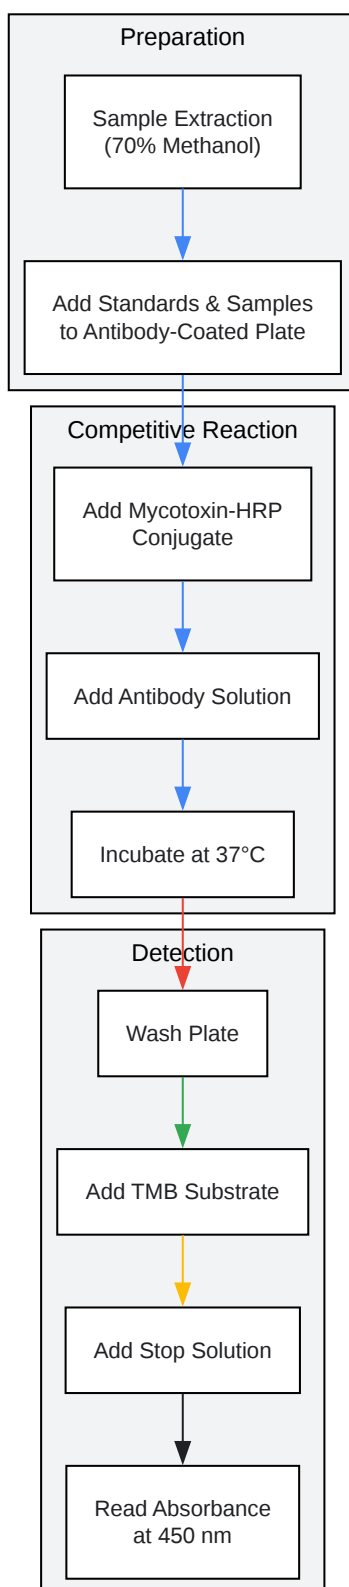 Preparation
Sample Extraction
(70% Methanol)
Add Standards & Samples
to Antibody-Coated Plate
Competitive Reaction
Add Mycotoxin-HRP
Conjugate
Add Antibody Solution
Incubate at 37°C
Detection
Wash Plate
Add TMB Substrate
Add Stop Solution
Read Absorbance
at 450 nm